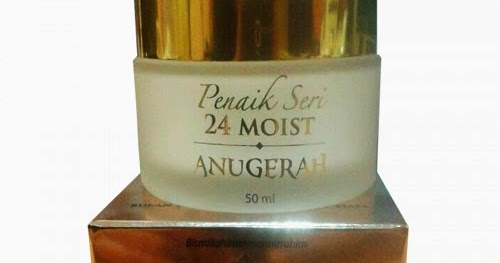 Penaik Seri
24 MOIST
ANUGERAH
50 ml